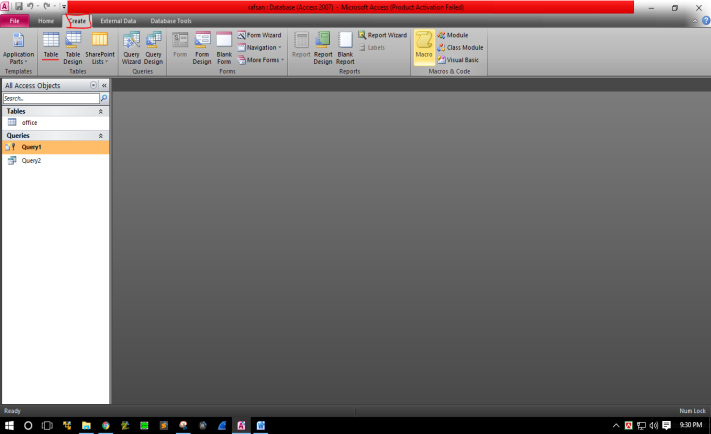 rafsan : Database (Access 2007) - Microsoft Access (Product Activation Failed)
File Home Create External Data Database Tools
Application Parts
Table
Table Design
SharePoint Lists
Query Wizard
Query Design
Form
Form Design
Blank Form
Form Wizard
Navigation
More Forms
Report
Report Design
Blank Report
Report Wizard
Labels
Macro
Module
Class Module
Visual Basic
Templates Tables Queries Forms Reports Macros & Code
All Access Objects
Search...
Tables
office
Queries
Query1
Query2
Ready Num Lock
9:30 PM